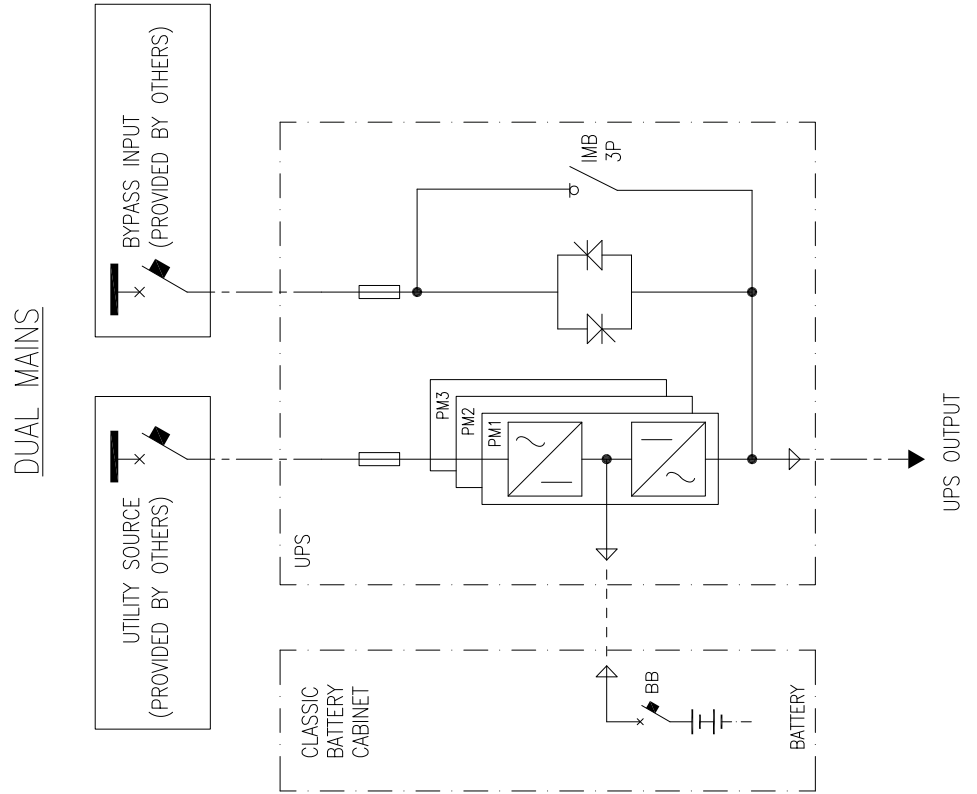 DUAL MAINS
UTILITY SOURCE
(PROVIDED BY OTHERS)
BYPASS INPUT
(PROVIDED BY OTHERS)
CLASSIC
BATTERY
CABINET
BB
BATTERY
UPS
PM3
PM2
PM1
IMB
3P
UPS OUTPUT